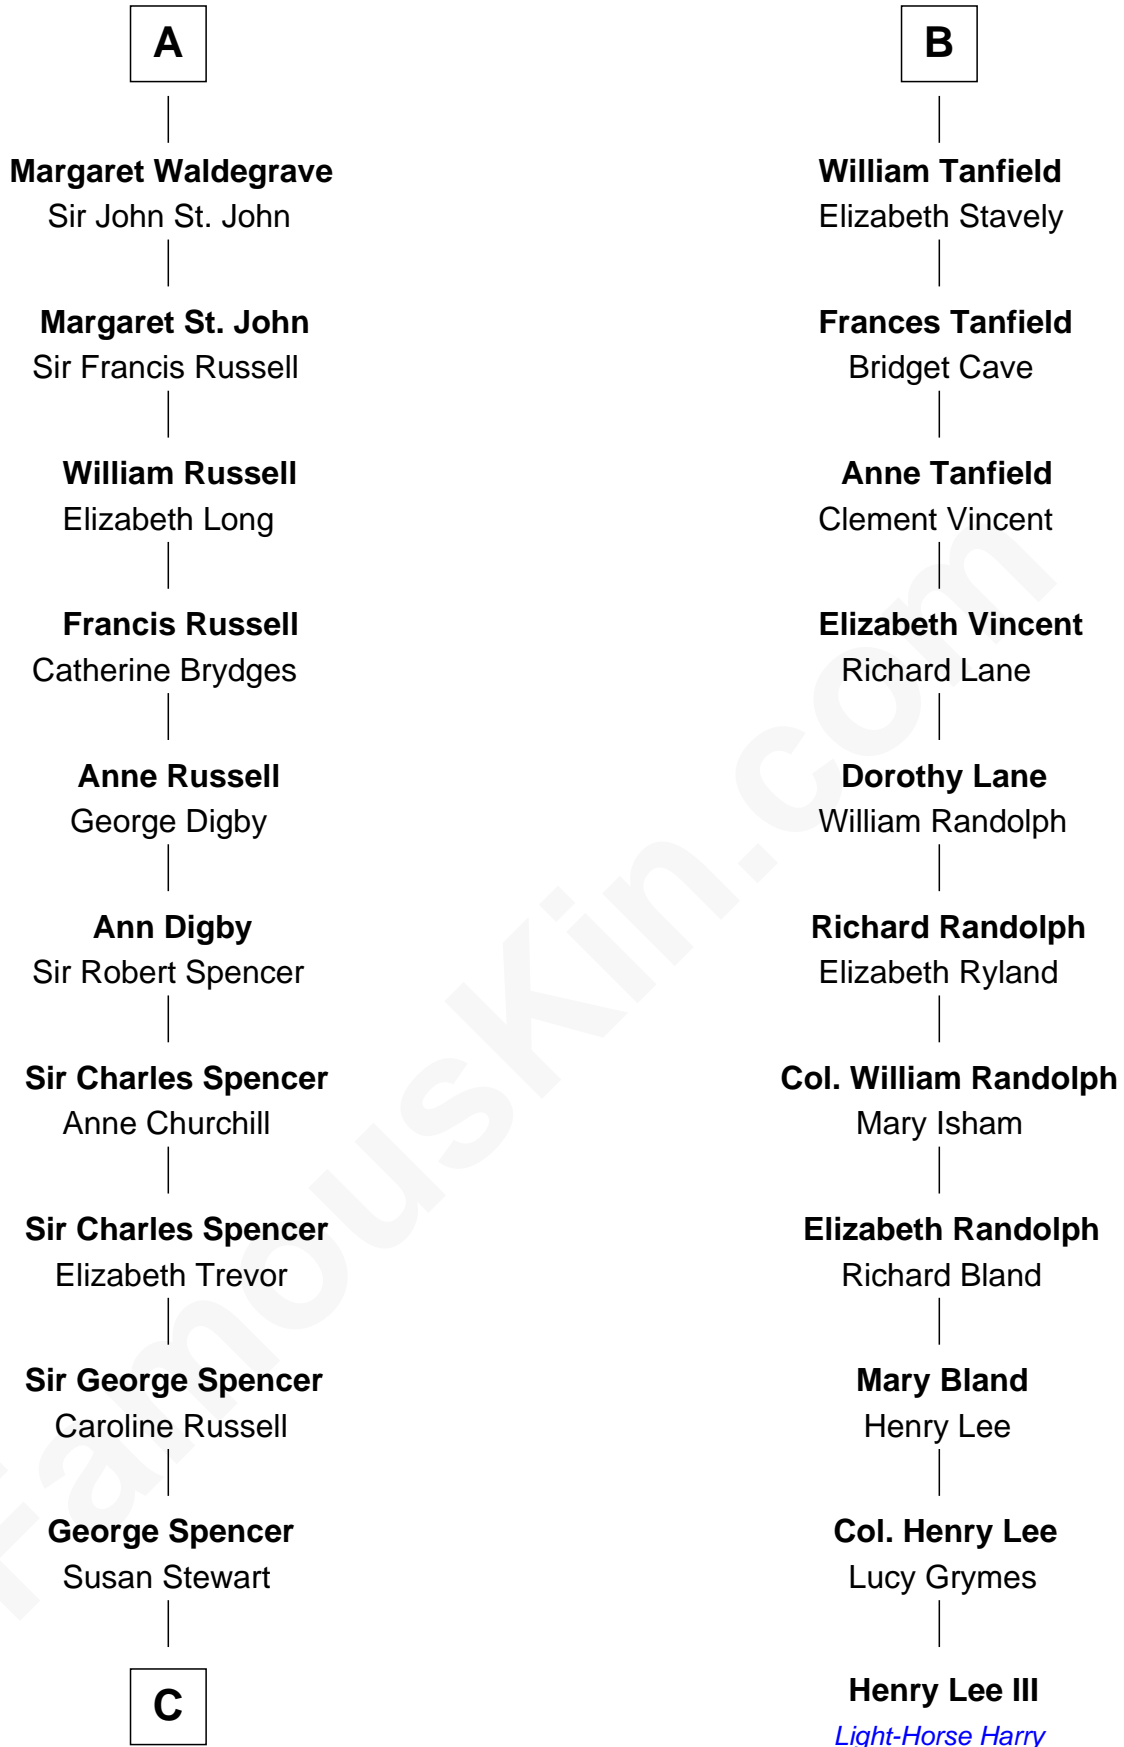 A
Margaret Waldegrave
Sir John St. John
Margaret St. John
Sir Francis Russell
William Russell
Elizabeth Long
Francis Russell
Catherine Brydges
Anne Russell
George Digby
Ann Digby
Sir Robert Spencer
Sir Charles Spencer
Anne Churchill
Sir Charles Spencer
Elizabeth Trevor
Sir George Spencer
Caroline Russell
George Spencer
Susan Stewart
C
B
William Tanfield
Elizabeth Stavely
Frances Tanfield
Bridget Cave
Anne Tanfield
Clement Vincent
Elizabeth Vincent
Richard Lane
Dorothy Lane
William Randolph
Richard Randolph
Elizabeth Ryland
Col. William Randolph
Mary Isham
Elizabeth Randolph
Richard Bland
Mary Bland
Henry Lee
Col. Henry Lee
Lucy Grymes
Henry Lee III
Light-Horse Harry
FamousKin.com